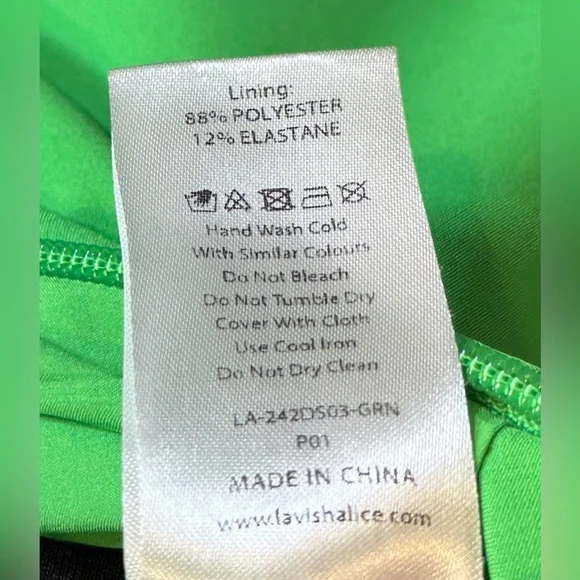 Lining:
88% POLYESTER
12% ELASTANE
Hand Wash Cold
With Similar Colours
Do Not Bleach
Do Not Tumble Dry
Cover With Cloth
Use Cool Iron
Do Not Dry Clean
LA-242DS03-GRN
P01
MADE IN CHINA
www.lavishalice.com